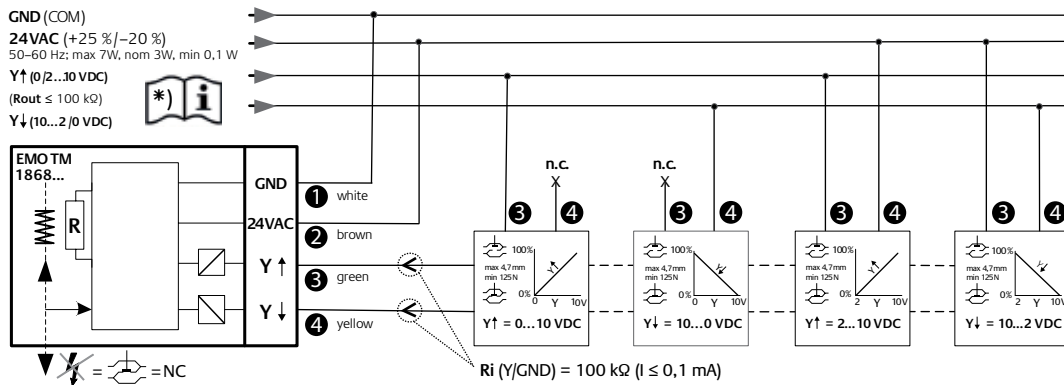 GND (COM)
24VAC (+25 %/−20 %)
50–60 Hz; max 7W, nom 3W, min 0,1 W
Y↑ (0/2...10 VDC)
(Rout ≤ 100 kΩ)
Y↓ (10...2/0 VDC)
*) i
EMO TM
1868...
R
GND
24VAC
Y ↑
Y ↓
1 white
2 brown
3 green
4 yellow
= = NC
n.c.
X
3 4
100%
max 4,7mm
min 125N
0%
Y↑
0 Y 10V
Y↑ = 0...10 VDC
n.c.
X
3 4
100%
max 4,7mm
min 125N
0%
Y↓
0 Y 10V
Y↓ = 10...0 VDC
3 4
100%
max 4,7mm
min 125N
0%
Y↑
2 Y 10V
Y↑ = 2...10 VDC
3 4
100%
max 4,7mm
min 125N
0%
Y↓
2 Y 10V
Y↓ = 10...2 VDC
Ri (Y/GND) = 100 kΩ (I ≤ 0,1 mA)